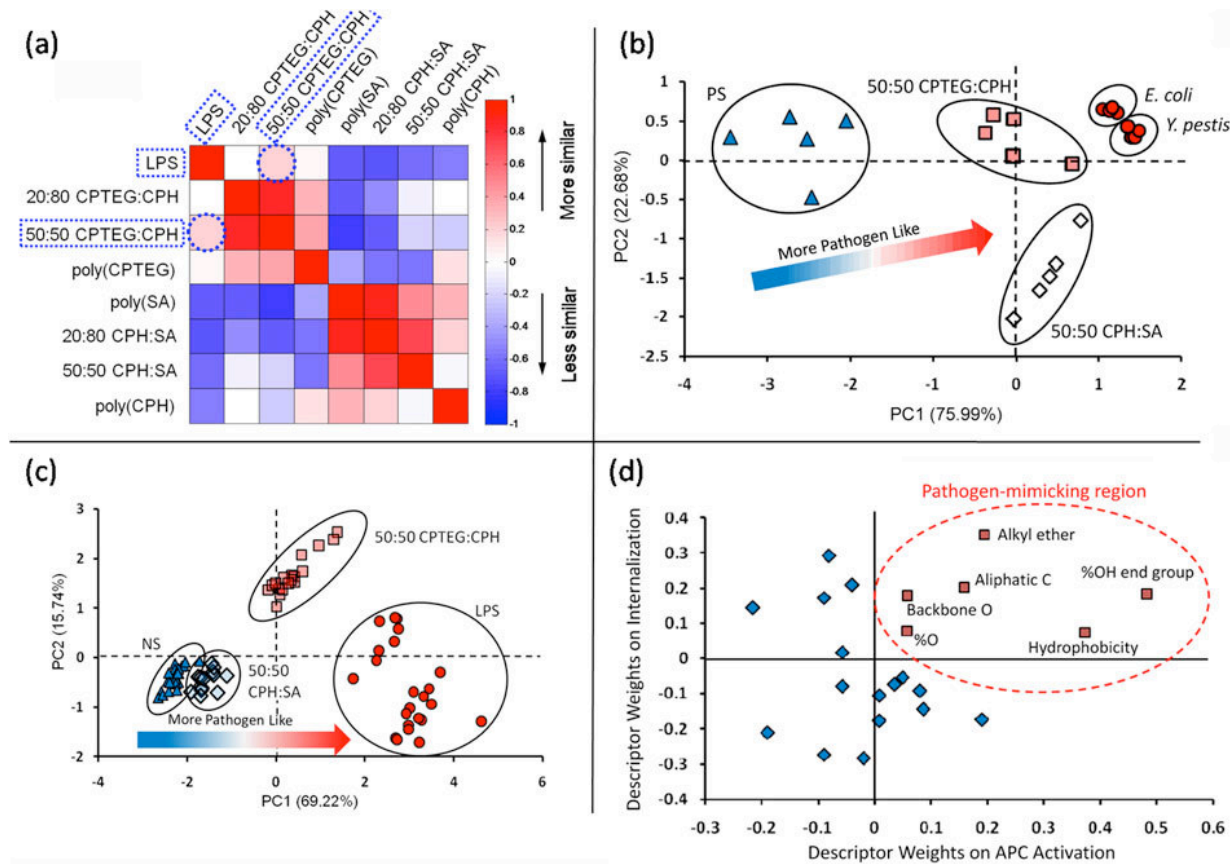 (a)
LPS
20:80 CPTEG:CPH
50:50 CPTEG:CPH
poly(CPTEG)
poly(SA)
20:80 CPH:SA
50:50 CPH:SA
poly(CPH)
LPS
20:80 CPTEG:CPH
50:50 CPTEG:CPH
poly(CPTEG)
poly(SA)
20:80 CPH:SA
50:50 CPH:SA
poly(CPH)
1
0.8
0.6
0.4
0.2
0
-0.2
-0.4
-0.6
-0.8
-1
More similar
Less similar
(b)
PS
50:50 CPTEG:CPH
E. coli
Y. pestis
More Pathogen Like
50:50 CPH:SA
PC2 (22.68%)
1
0.5
0
-0.5
-1
-1.5
-2
-2.5
-4
-3
-2
-1
0
1
2
PC1 (75.99%)
(c)
50:50 CPTEG:CPH
LPS
NS
50:50
CPH:SA
More Pathogen Like
PC2 (15.74%)
3
2
1
0
-1
-2
-4
-2
0
2
4
6
PC1 (69.22%)
(d)
Pathogen-mimicking region
Alkyl ether
Aliphatic C
%OH end group
Backbone O
%O
Hydrophobicity
Descriptor Weights on Internalization
0.4
0.3
0.2
0.1
0
-0.1
-0.2
-0.3
0.4
-0.3
-0.2
-0.1
0
0.1
0.2
0.3
0.4
0.5
0.6
Descriptor Weights on APC Activation